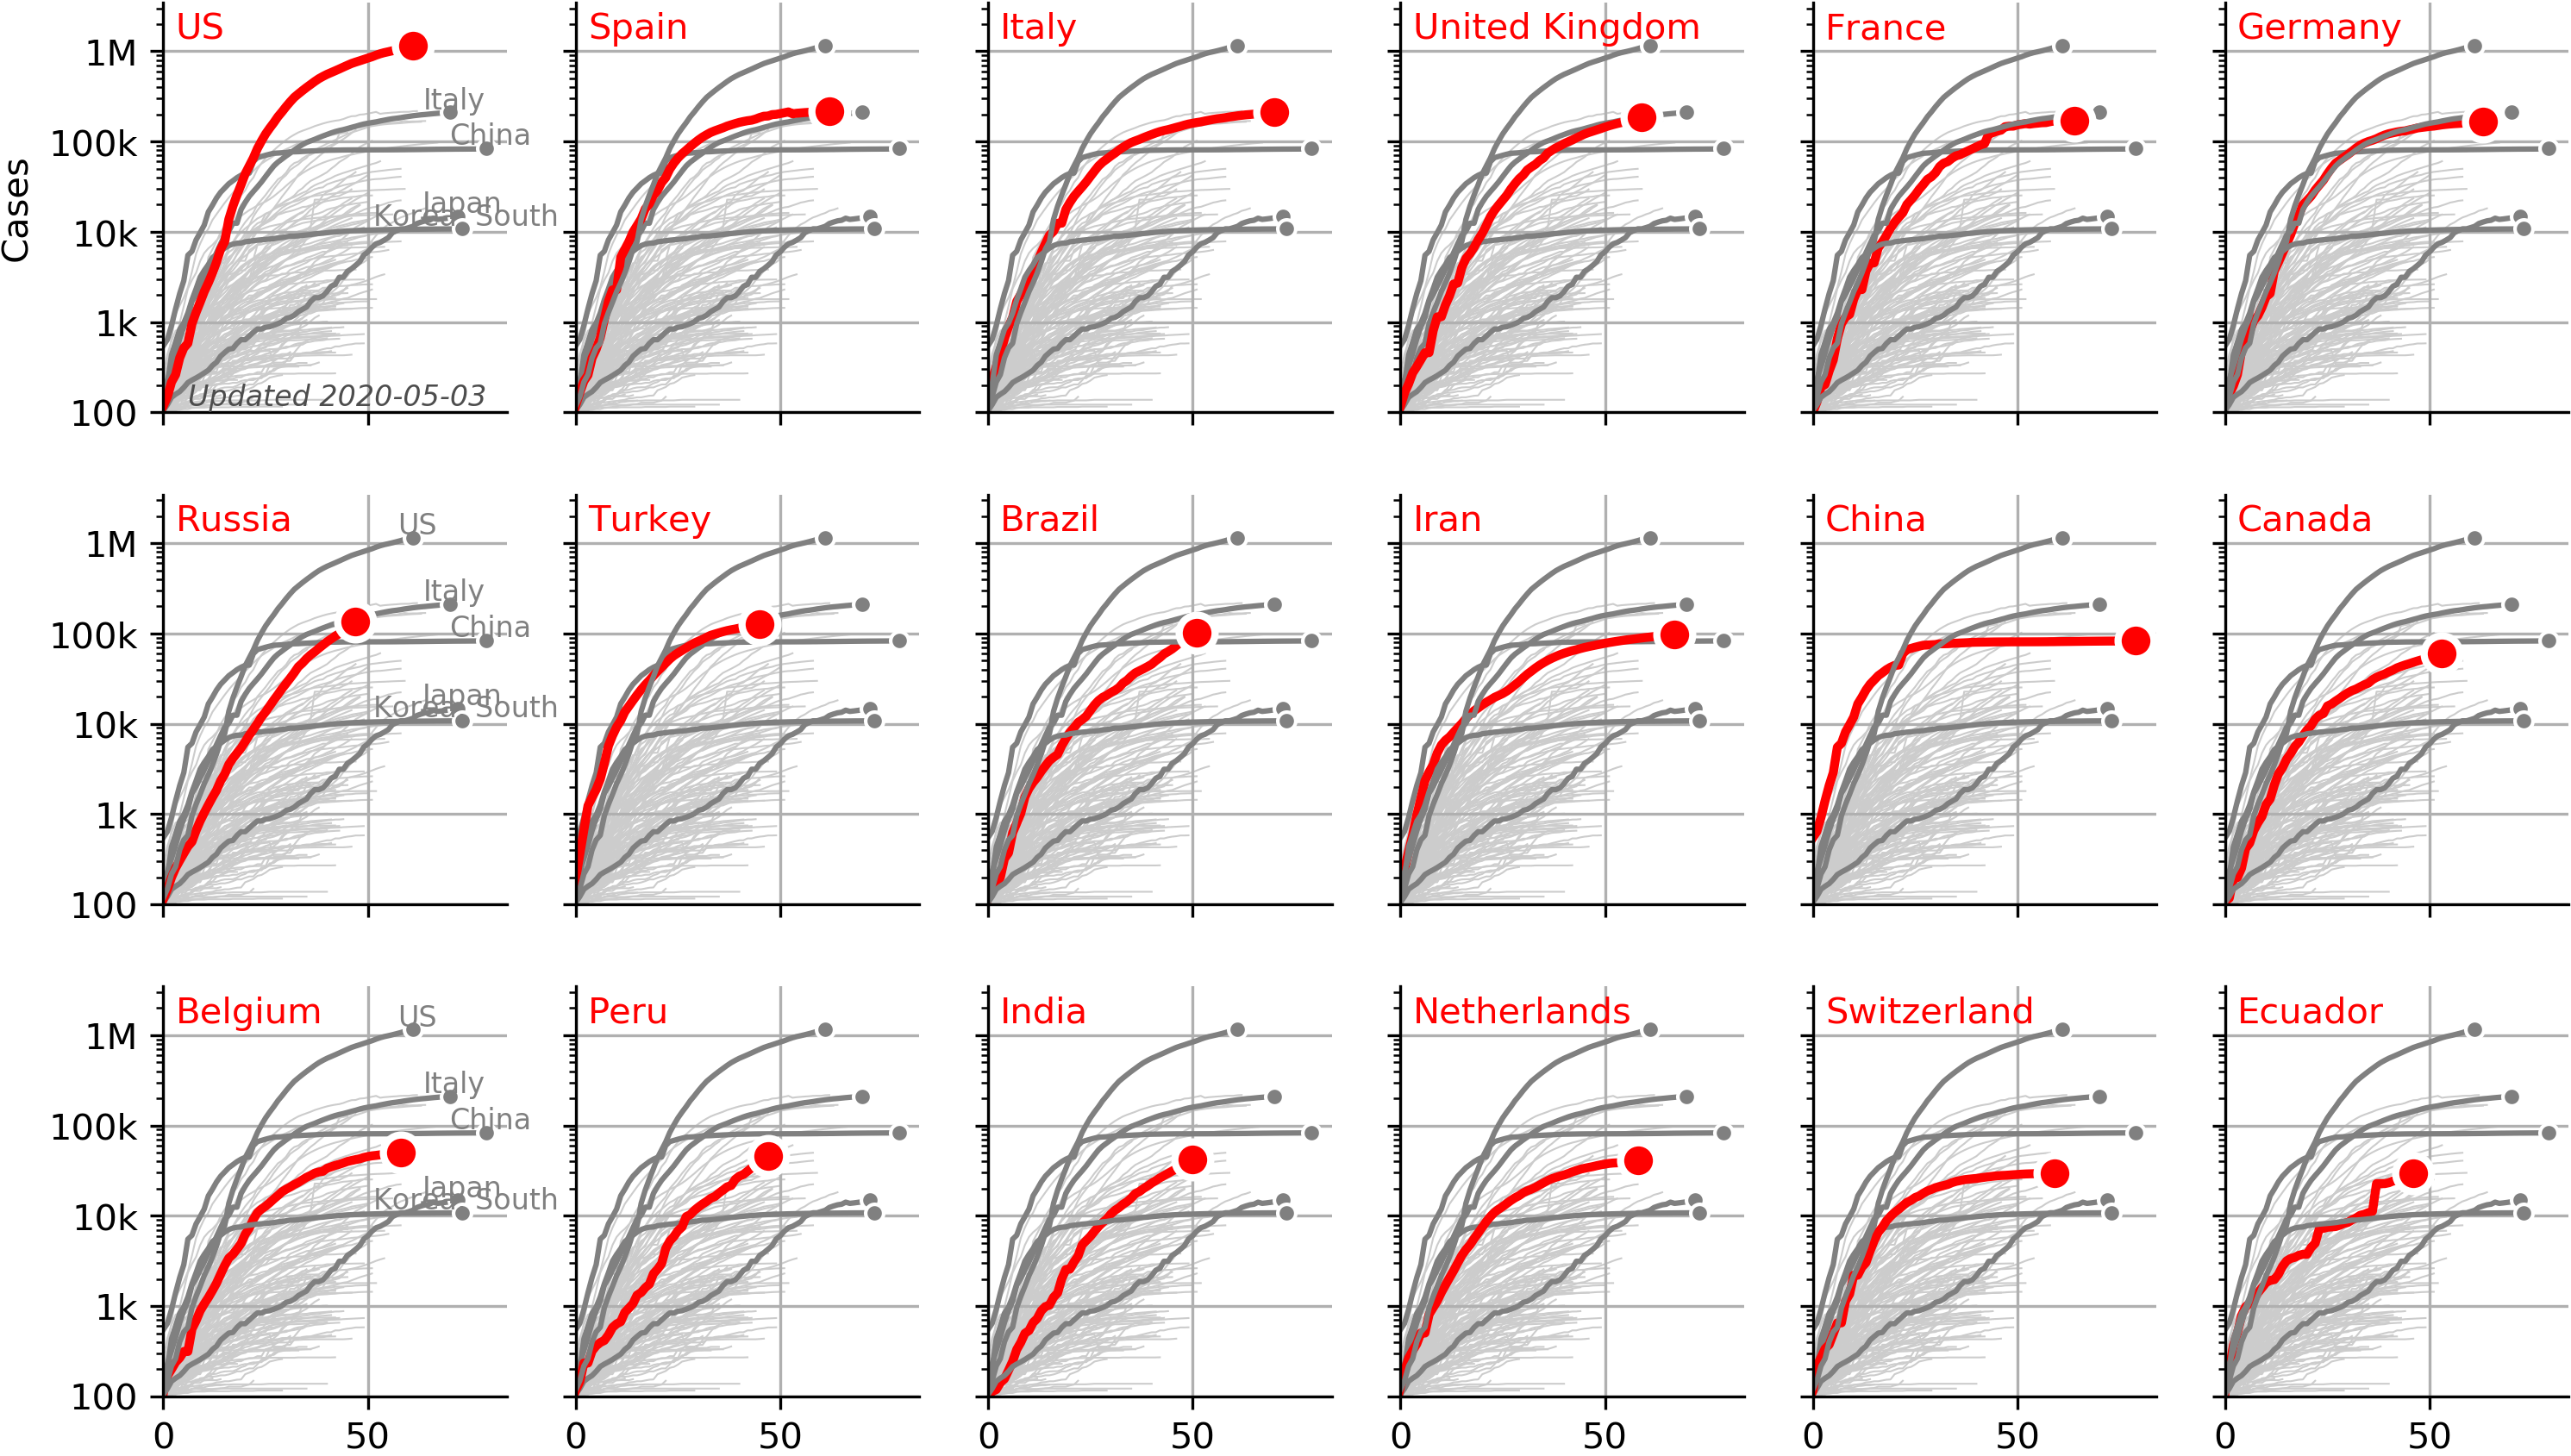 US Spain Italy United Kingdom France Germany
1M
Italy
100k China
Japan
Korea, South
10k
Cases
1k
Updated 2020-05-03
100
Russia US Turkey Brazil Iran China Canada
1M
Italy
100k China
Japan
Korea, South
10k
1k
100
Belgium US Peru India Netherlands Switzerland Ecuador
1M
Italy
100k China
Japan
Korea, South
10k
1k
100
0 50 0 50 0 50 0 50 0 50 0 50